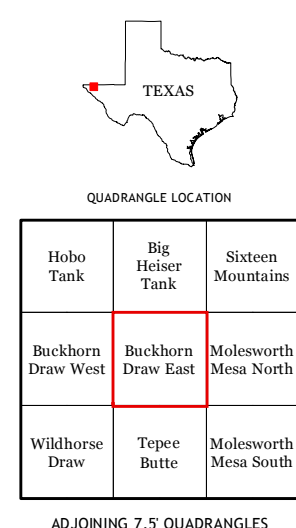 TEXAS
QUADRANGLE LOCATION
Hobo
Tank
Big
Heiser
Tank
Sixteen
Mountains
Buckhorn
Draw West
Buckhorn
Draw East
Molesworth
Mesa North
Wildhorse
Draw
Tepee
Butte
Molesworth
Mesa South
ADJOINING 7.5' QUADRANGLES